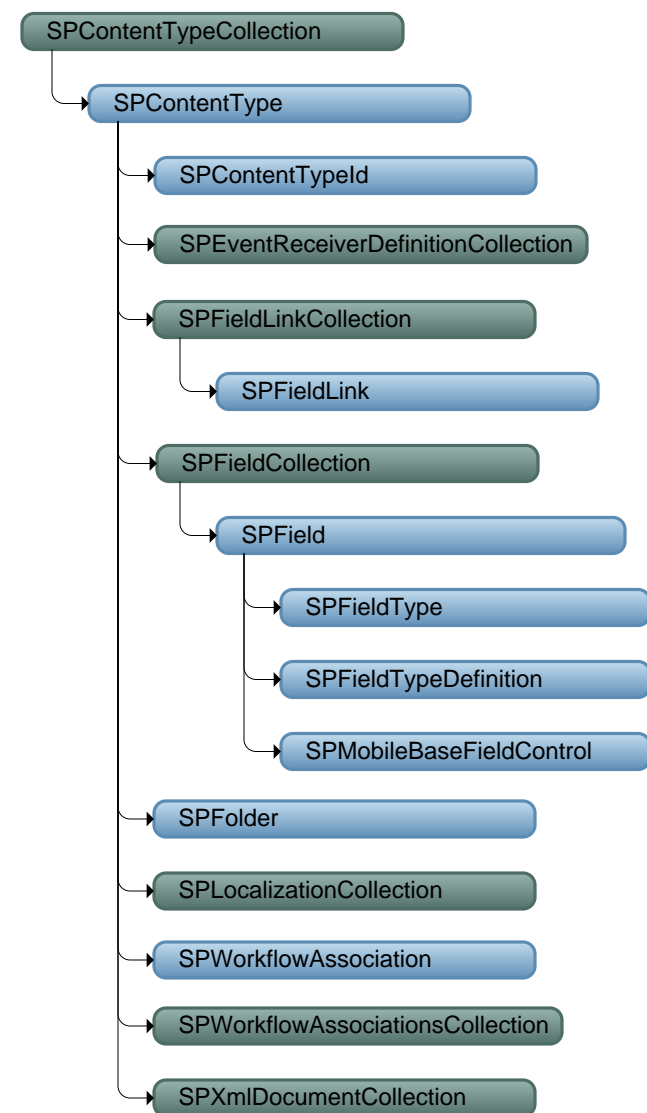 SPContentTypeCollection
SPContentType
SPContentTypeId
SPEventReceiverDefinitionCollection
SPFieldLinkCollection
SPFieldLink
SPFieldCollection
SPField
SPFieldType
SPFieldTypeDefinition
SPMobileBaseFieldControl
SPFolder
SPLocalizationCollection
SPWorkflowAssociation
SPWorkflowAssociationsCollection
SPXmlDocumentCollection